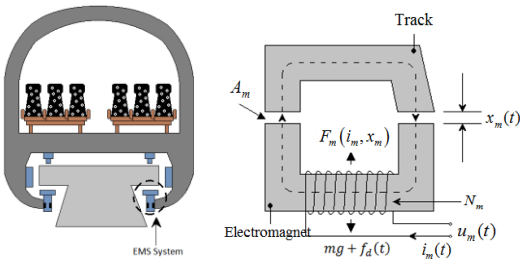 Track
A_m
x_m(t)
F_m(i_m, x_m)
N_m
Electromagnet
u_m(t)
mg + f_d(t)
i_m(t)
EMS System